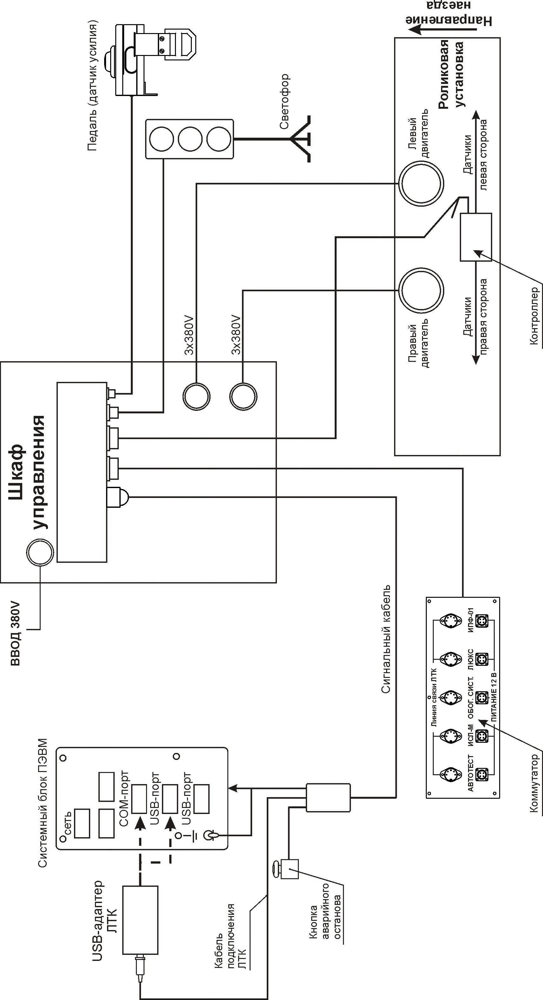 Системный блок ПЭВМ
сеть
COM-порт
USB-порт
USB-порт
USB-адаптер
ЛТК
Кабель
подключения
ЛТК
Кнопка
аварийного
останова
ВВОД 380V
Шкаф
управления
3x380V
3x380V
Педаль (датчик усилия)
Светофор
Сигнальный кабель
Линия связи ЛТК
АВТОТЕСТ
ИСП-М
ОБОГ. СИСТ.
ЛЮКС
ИПФ-01
ПИТАНИЕ 12 В
Коммутатор
Направление
наезда
Роликовая
установка
Левый
двигатель
Правый
двигатель
Датчики
левая сторона
Датчики
правая сторона
Контроллер